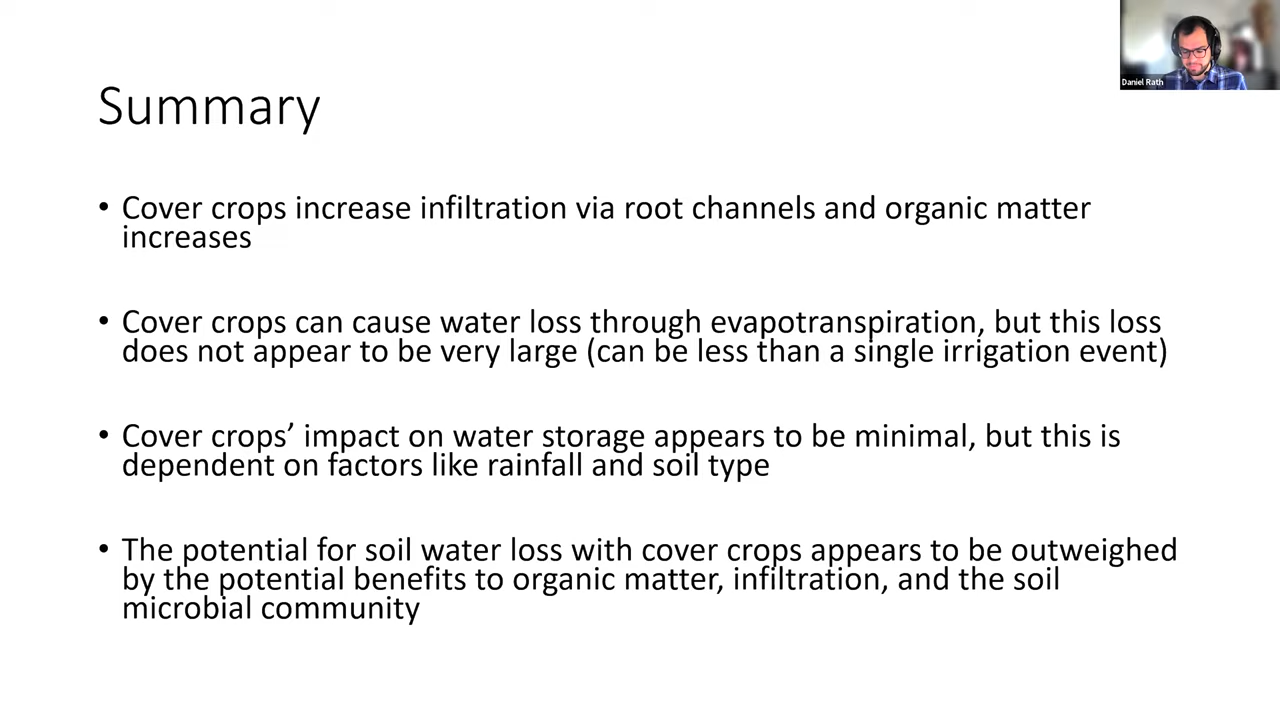 Daniel Rath
Summary
• Cover crops increase infiltration via root channels and organic matter
increases
• Cover crops can cause water loss through evapotranspiration, but this loss
does not appear to be very large (can be less than a single irrigation event)
• Cover crops’ impact on water storage appears to be minimal, but this is
dependent on factors like rainfall and soil type
• The potential for soil water loss with cover crops appears to be outweighed
by the potential benefits to organic matter, infiltration, and the soil
microbial community